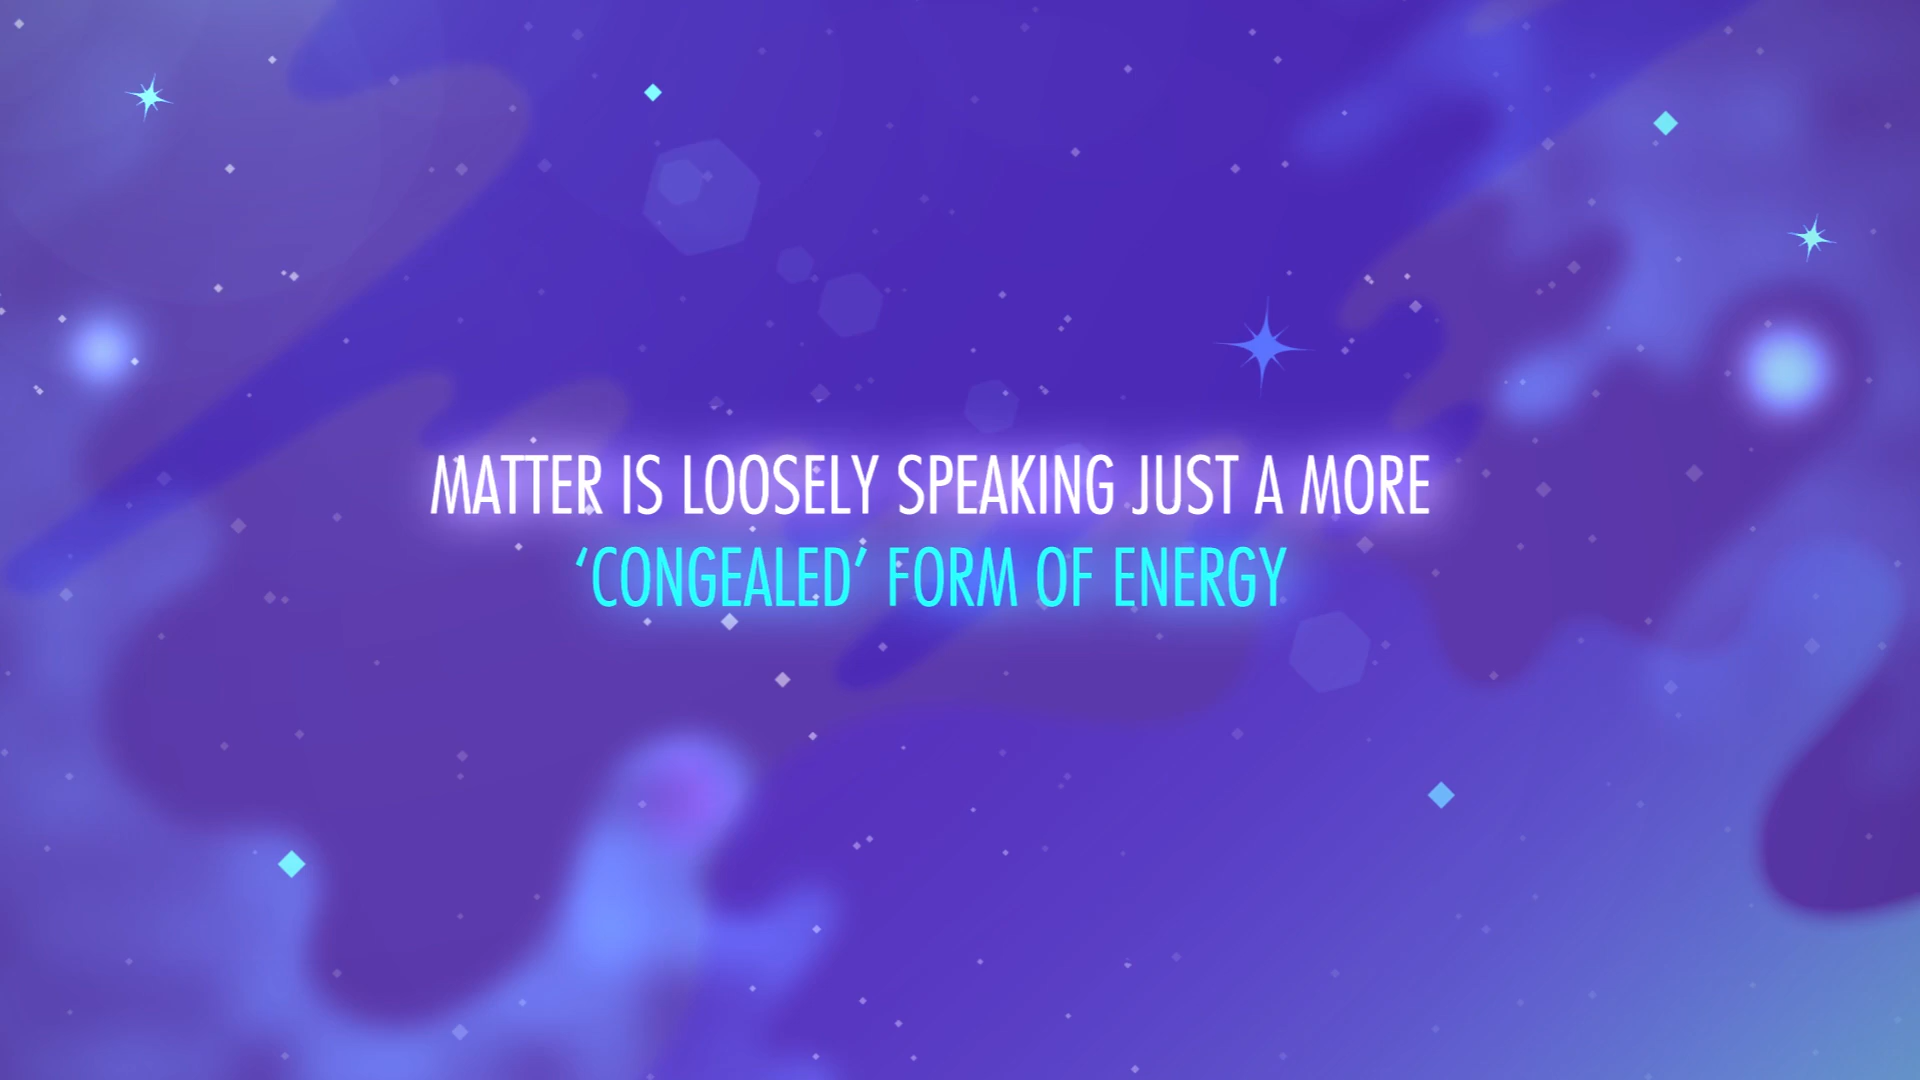 MATTER IS LOOSELY SPEAKING JUST A MORE
‘CONGEALED’ FORM OF ENERGY